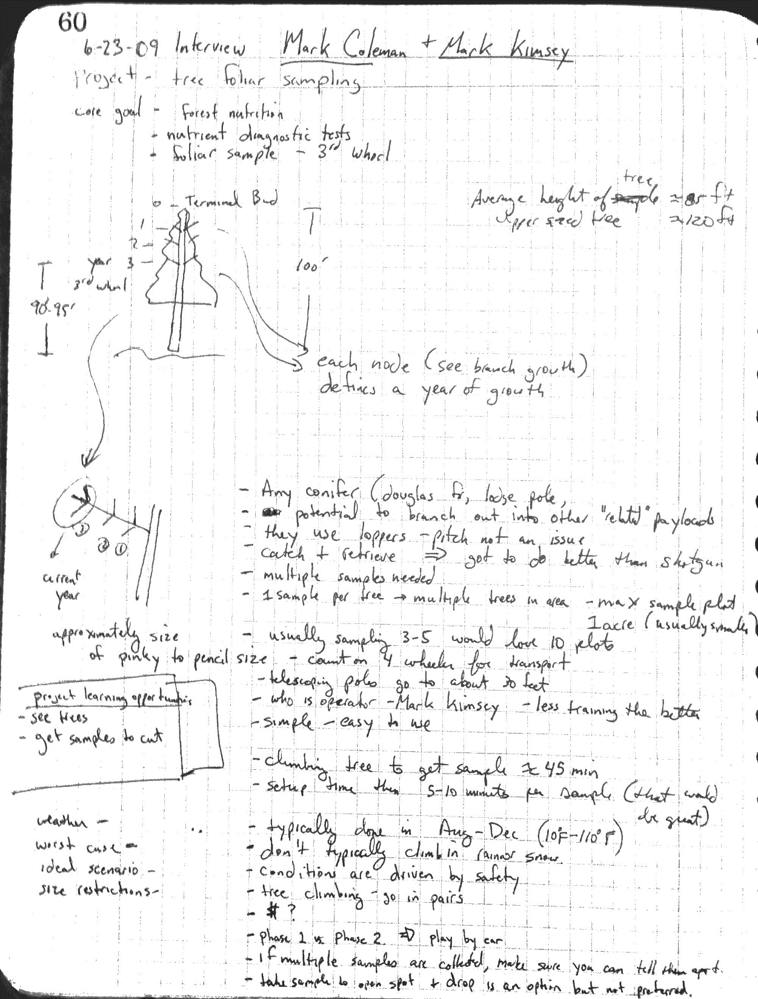 60
6-23-09 Interview Mark Coleman + Mark Kimsey
Project - tree foliar sampling
core goal - forest nutrition
- nutrient diagnostic tests
- foliar sample - 3rd whorl
tree
Average height of ≈ 85 ft
upper sized tree ≈ 120 ft
0 - Terminal Bud
1 -
2 -
year 3 -
3rd whorl
100'
90'-95'
each node (see branch growth)
defines a year of growth
③
② ①
current
year
approximately size
of pinky to pencil size
- Any conifer (douglas fir, lodge pole,
- potential to branch out into other "related" payloads
- they use loppers - pitch not an issue
- catch + retrieve ⇒ got to do better than shotgun
- multiple samples needed
- 1 sample per tree → multiple trees in area - max sample plot
1 acre (usually smaller)
- usually sampling 3-5 would love 10 plots
- count on 4 wheeler for transport
- telescoping poles go to about 30 feet
- who is operator - Mark Kimsey - less training the better
- simple - easy to use
project learning opportunities
- see trees
- get samples to cut
- climbing tree to get sample ≈ 45 min
- setup time then 5-10 minutes per sample (that would
be great)
weather -
worst case -
ideal scenario -
size restrictions -
- typically done in Aug-Dec (10°F-110°F)
- don't typically climb in rain or snow.
- conditions are driven by safety
- tree climbing - go in pairs
- $ ?
- phase 1 vs. Phase 2 ⇒ play by ear
- if multiple samples are collected, make sure you can tell them apart.
- take sample to open spot + drop is an option but not preferred.